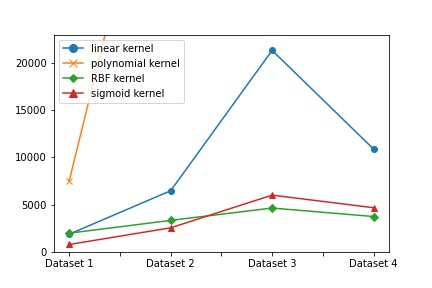 linear kernel
polynomial kernel
RBF kernel
sigmoid kernel
20000
15000
10000
5000
0
Dataset 1 Dataset 2 Dataset 3 Dataset 4